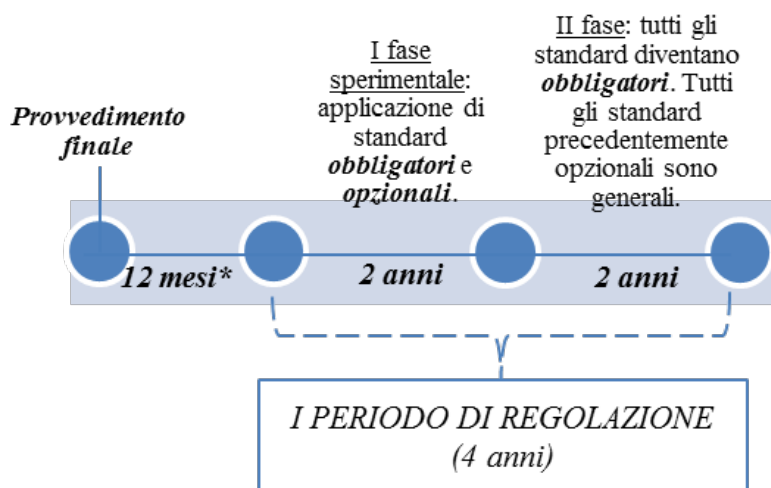 Provvedimento
finale
I fase
sperimentale:
applicazione di
standard
obbligatori e
opzionali.
II fase: tutti gli
standard diventano
obbligatori. Tutti
gli standard
precedentemente
opzionali sono
generali.
12 mesi*
2 anni
2 anni
I PERIODO DI REGOLAZIONE
(4 anni)